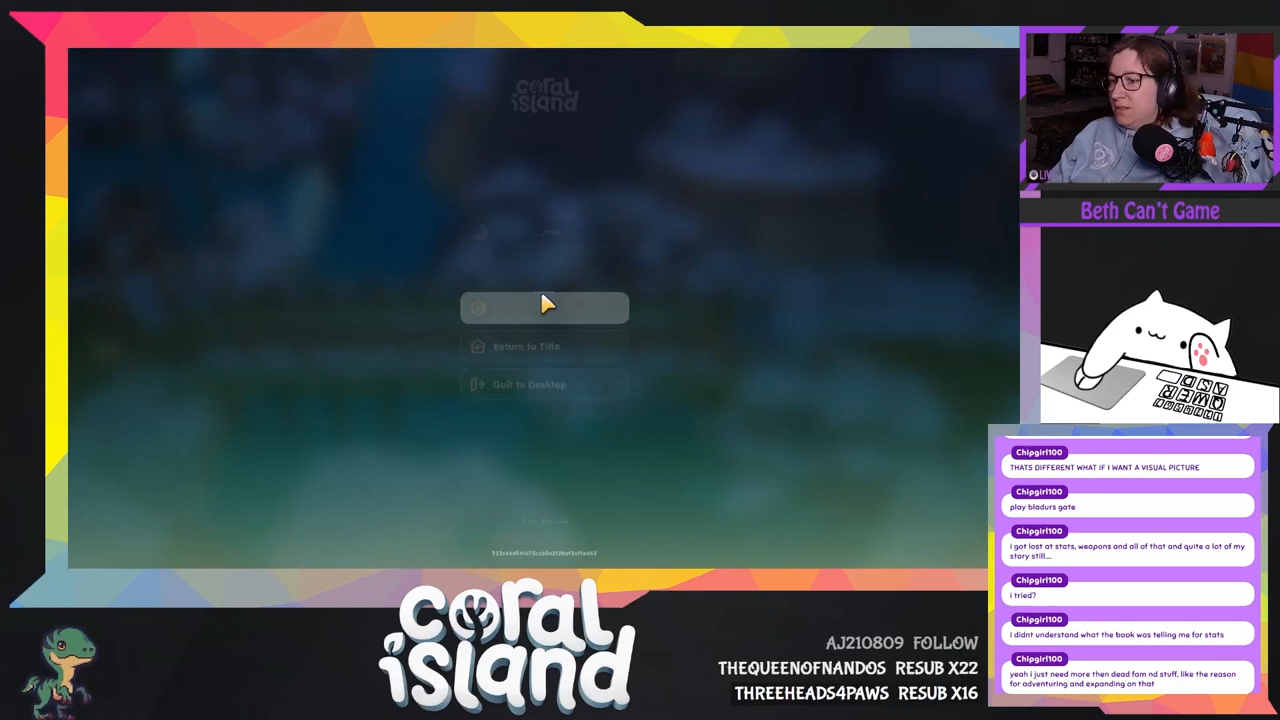 coral
island
Return to Title
Quit to Desktop
LIV
Beth Can't Game
Chipgirl100
THATS DIFFERENT WHAT IF I WANT A VISUAL PICTURE
Chipgirl100
play bladurs gate
Chipgirl100
i got lost at stats, weapons and all of that and quite a lot of my
story still....
Chipgirl100
i tried?
Chipgirl100
i didnt understand what the book was telling me for stats
Chipgirl100
yeah i just need more then dead fam nd stuff, like the reason
for adventuring and expanding on that
coral
island
AJ210809 FOLLOW
THEQUEENOFNANDOS RESUB X22
THREEHEADS4PAWS RESUB X16